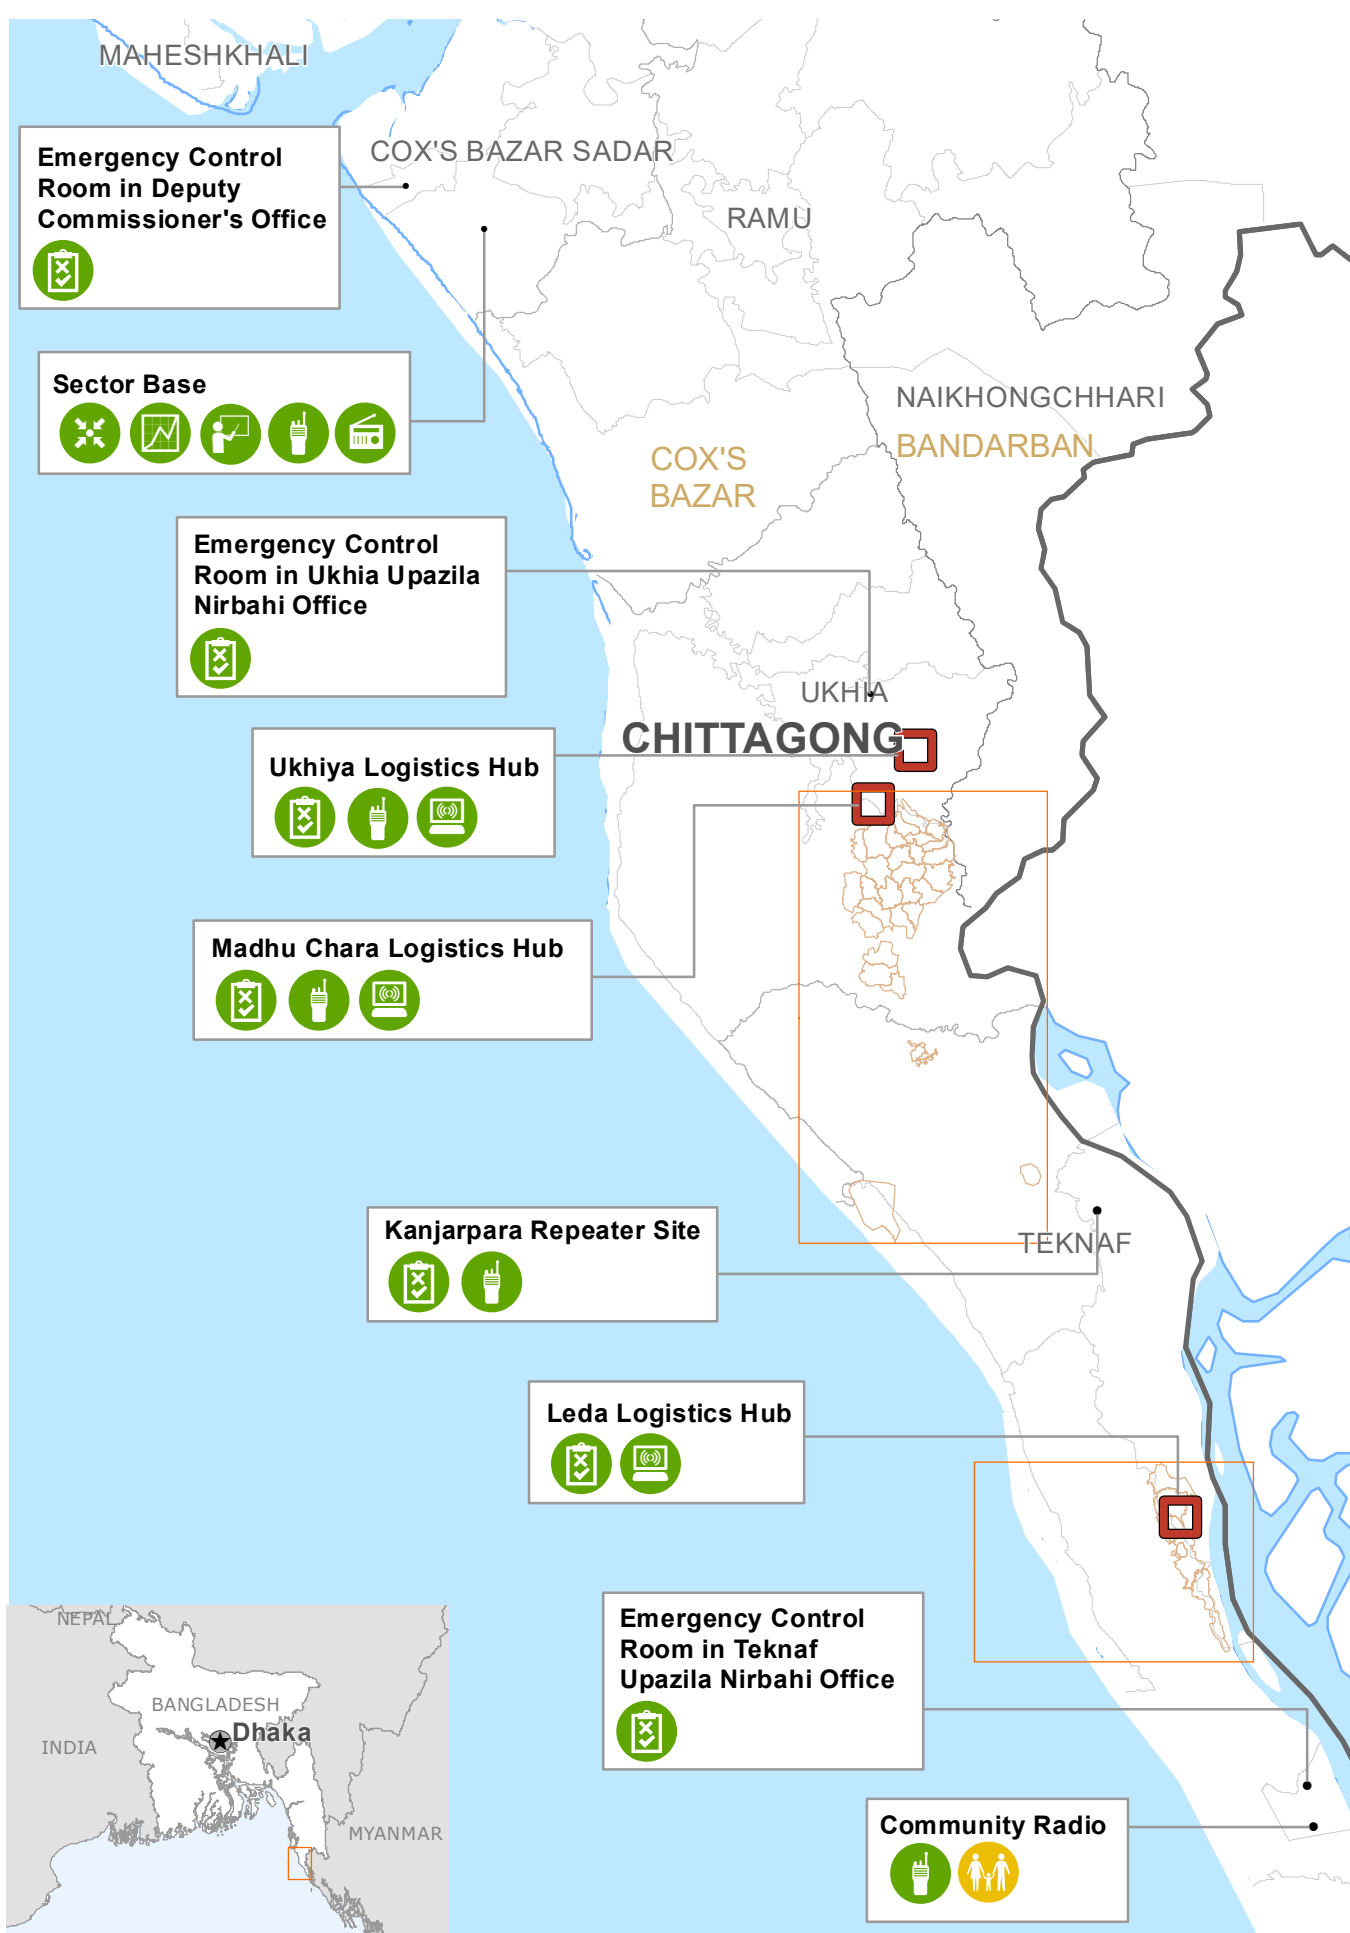 MAHESHKHALI
Emergency Control
Room in Deputy
Commissioner's Office
COX'S BAZAR SADAR
RAMU
Sector Base
NAIKHONGCHHARI
BANDARBAN
COX'S
BAZAR
Emergency Control
Room in Ukhia Upazila
Nirbahi Office
UKHIA
CHITTAGONG
Ukhiya Logistics Hub
Madhu Chara Logistics Hub
Kanjarpara Repeater Site
TEKNAF
Leda Logistics Hub
Emergency Control
Room in Teknaf
Upazila Nirbahi Office
Community Radio
NEPAL
BANGLADESH
Dhaka
INDIA
MYANMAR